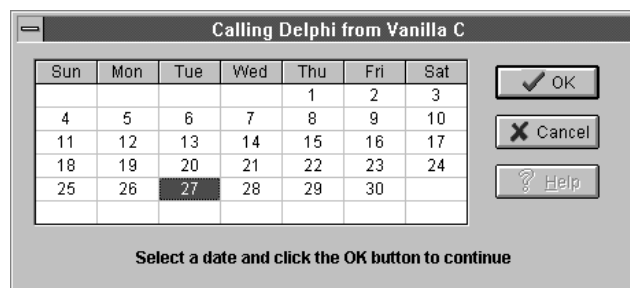 Calling Delphi from Vanilla C
Sun Mon Tue Wed Thu Fri Sat
1 2 3
OK
4 5 6 7 8 9 10
11 12 13 14 15 16 17
Cancel
18 19 20 21 22 23 24
25 26 27 28 29 30
Help
Select a date and click the OK button to continue